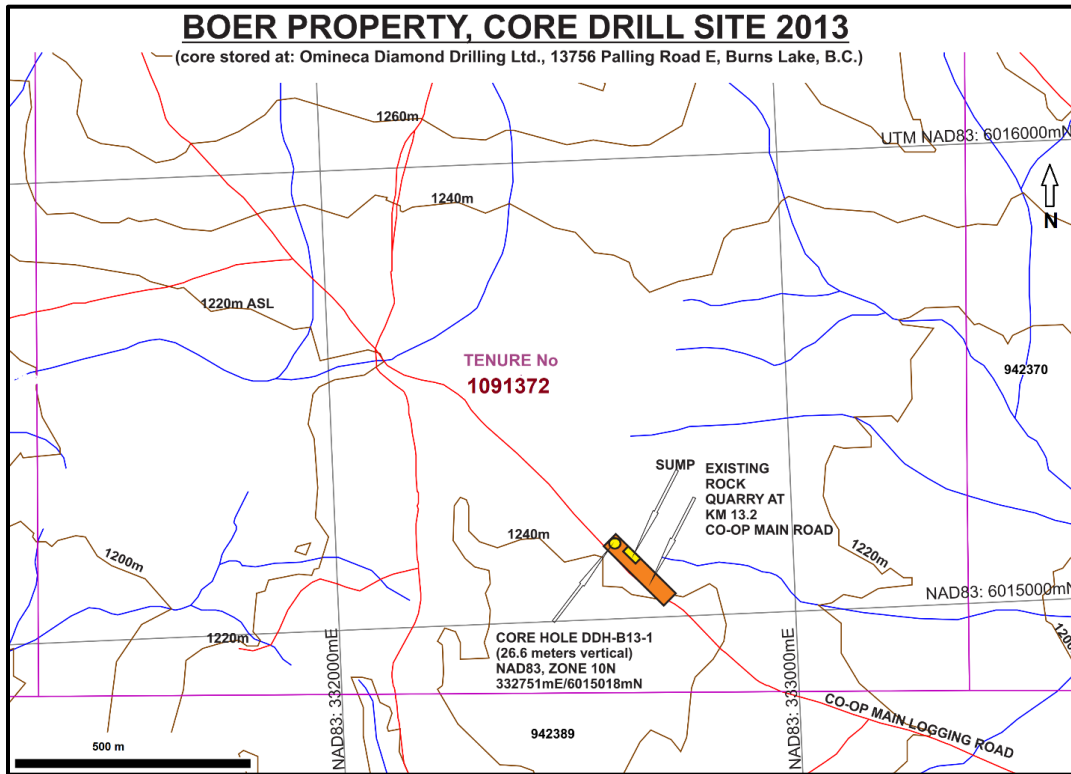 BOER PROPERTY, CORE DRILL SITE 2013
(core stored at: Omineca Diamond Drilling Ltd., 13756 Palling Road E, Burns Lake, B.C.)
1260m
UTM NAD83: 6016000mN
1240m
N
1220m ASL
TENURE No
1091372
942370
SUMP
EXISTING
ROCK
QUARRY AT
KM 13.2
CO-OP MAIN ROAD
1240m
1200m
1220m
NAD83: 6015000mN
1220m
1200
CORE HOLE DDH-B13-1
(26.6 meters vertical)
NAD83, ZONE 10N
332751mE/6015018mN
NAD83: 332000mE
NAD83: 333000mE
CO-OP MAIN LOGGING ROAD
942389
500 m